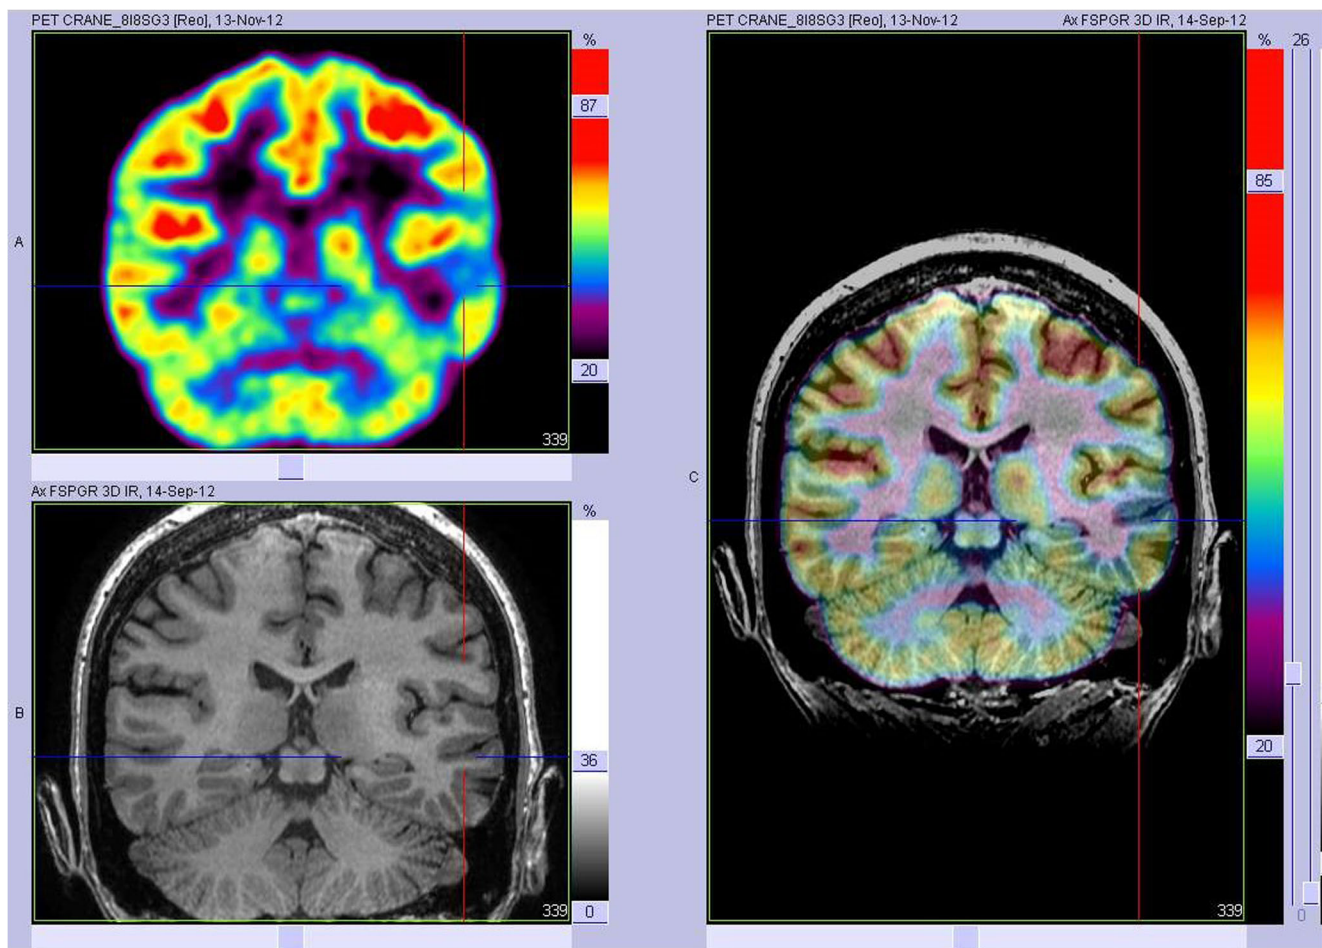 PET CRANE_8I8SG3 [Reo], 13-Nov-12
%
87
20
A
339
Ax FSPGR 3D IR, 14-Sep-12
%
36
0
B
339
PET CRANE_8I8SG3 [Reo], 13-Nov-12 Ax FSPGR 3D IR, 14-Sep-12
% 26
85
C
20
339
0